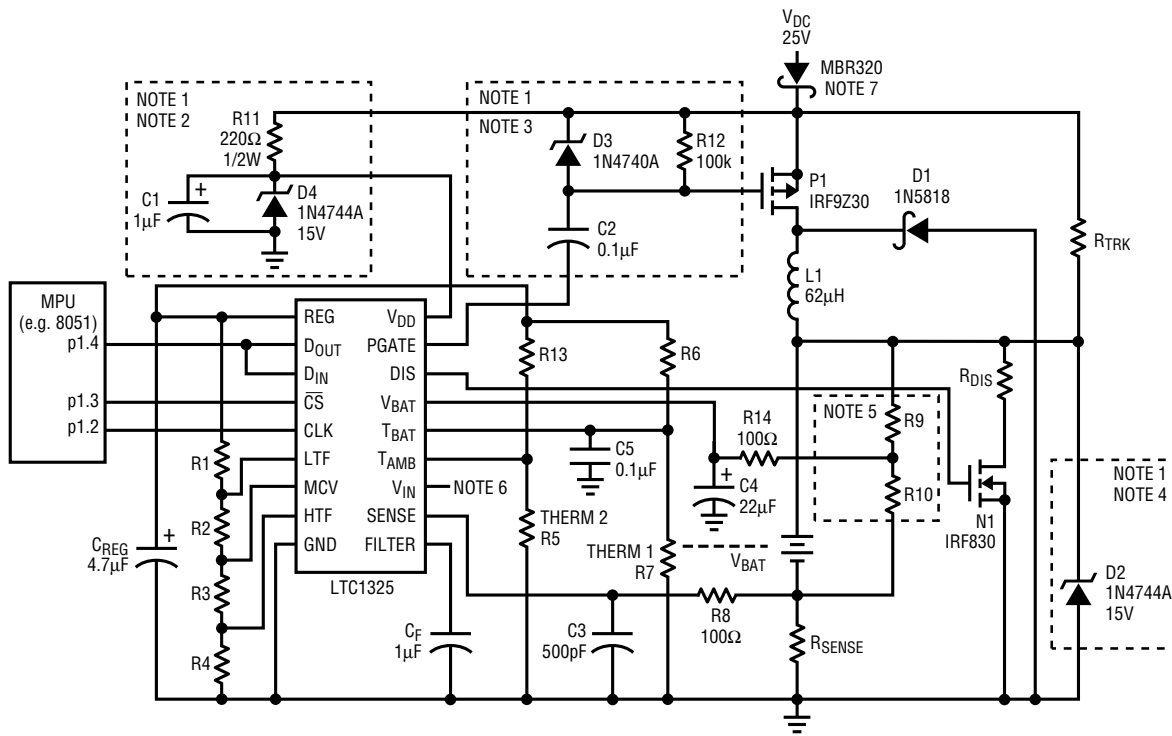 V_DC
25V
MBR320
NOTE 7
NOTE 1
NOTE 2
R11
220Ω
1/2W
C1
1µF
+
D4
1N4744A
15V
NOTE 1
NOTE 3
D3
1N4740A
R12
100k
C2
0.1µF
P1
IRF9Z30
D1
1N5818
R_TRK
L1
62µH
MPU
(e.g. 8051)
p1.4
p1.3
p1.2
REG
D_OUT
D_IN
C̅S̅
CLK
LTF
MCV
HTF
GND
V_DD
PGATE
DIS
V_BAT
T_BAT
T_AMB
V_IN
SENSE
FILTER
LTC1325
R13
R6
R_DIS
NOTE 5
R9
R10
R14
100Ω
C5
0.1µF
+
C4
22µF
NOTE 6
N1
IRF830
NOTE 1
NOTE 4
R1
R2
R3
R4
C_REG
4.7µF
+
THERM 2
R5
THERM 1
R7
V_BAT
D2
1N4744A
15V
R8
100Ω
C_F
1µF
C3
500pF
R_SENSE